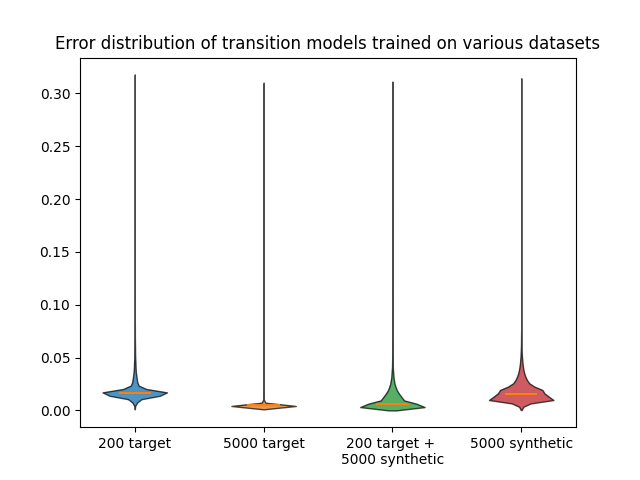 Error distribution of transition models trained on various datasets
0.30
0.25
0.20
0.15
0.10
0.05
0.00
200 target
5000 target
200 target +
5000 synthetic
5000 synthetic